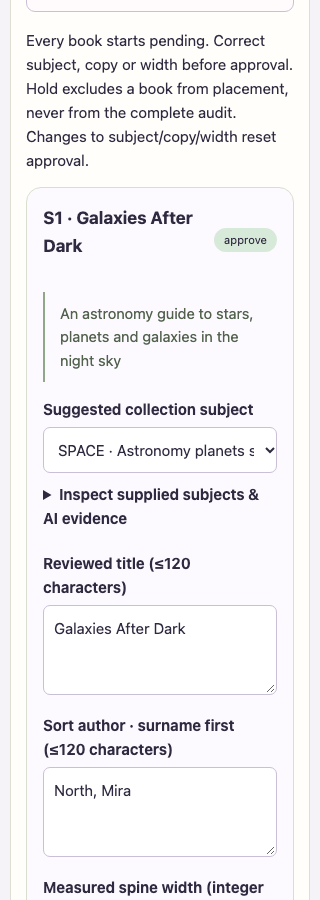 Every book starts pending. Correct
subject, copy or width before approval.
Hold excludes a book from placement,
never from the complete audit.
Changes to subject/copy/width reset
approval.
S1 · Galaxies After
Dark
approve
An astronomy guide to stars,
planets and galaxies in the
night sky
Suggested collection subject
SPACE · Astronomy planets s
Inspect supplied subjects &
AI evidence
Reviewed title (≤120
characters)
Galaxies After Dark
Sort author · surname first
(≤120 characters)
North, Mira
Measured spine width (integer